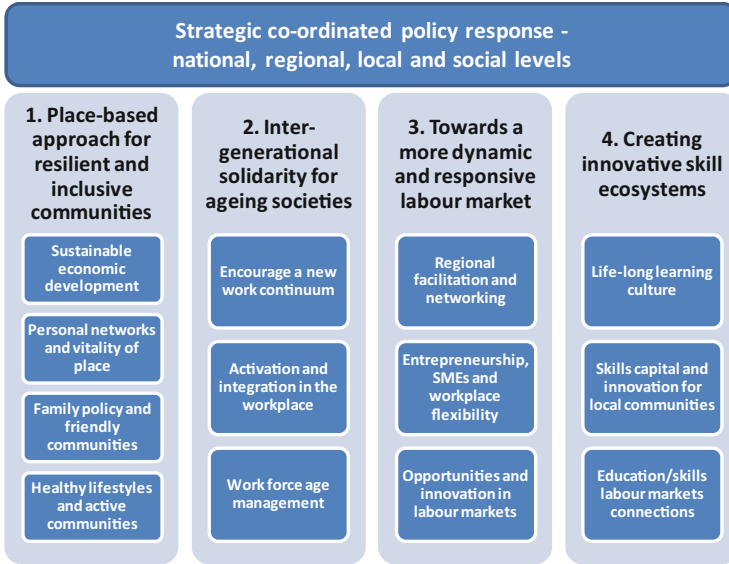 Strategic co-ordinated policy response -
national, regional, local and social levels
1. Place-based
approach for
resilient and
inclusive
communities
Sustainable
economic
development
Personal networks
and vitality of
place
Family policy and
friendly
communities
Healthy lifestyles
and active
communities
2. Inter-
generational
solidarity for
ageing societies
Encourage a new
work continuum
Activation and
integration in the
workplace
Work force age
management
3. Towards a
more dynamic
and responsive
labour market
Regional
facilitation and
networking
Entrepreneurship,
SMEs and
workplace
flexibility
Opportunities and
innovation in
labour markets
4. Creating
innovative skill
ecosystems
Life-long learning
culture
Skills capital and
innovation for
local communities
Education/skills
labour markets
connections